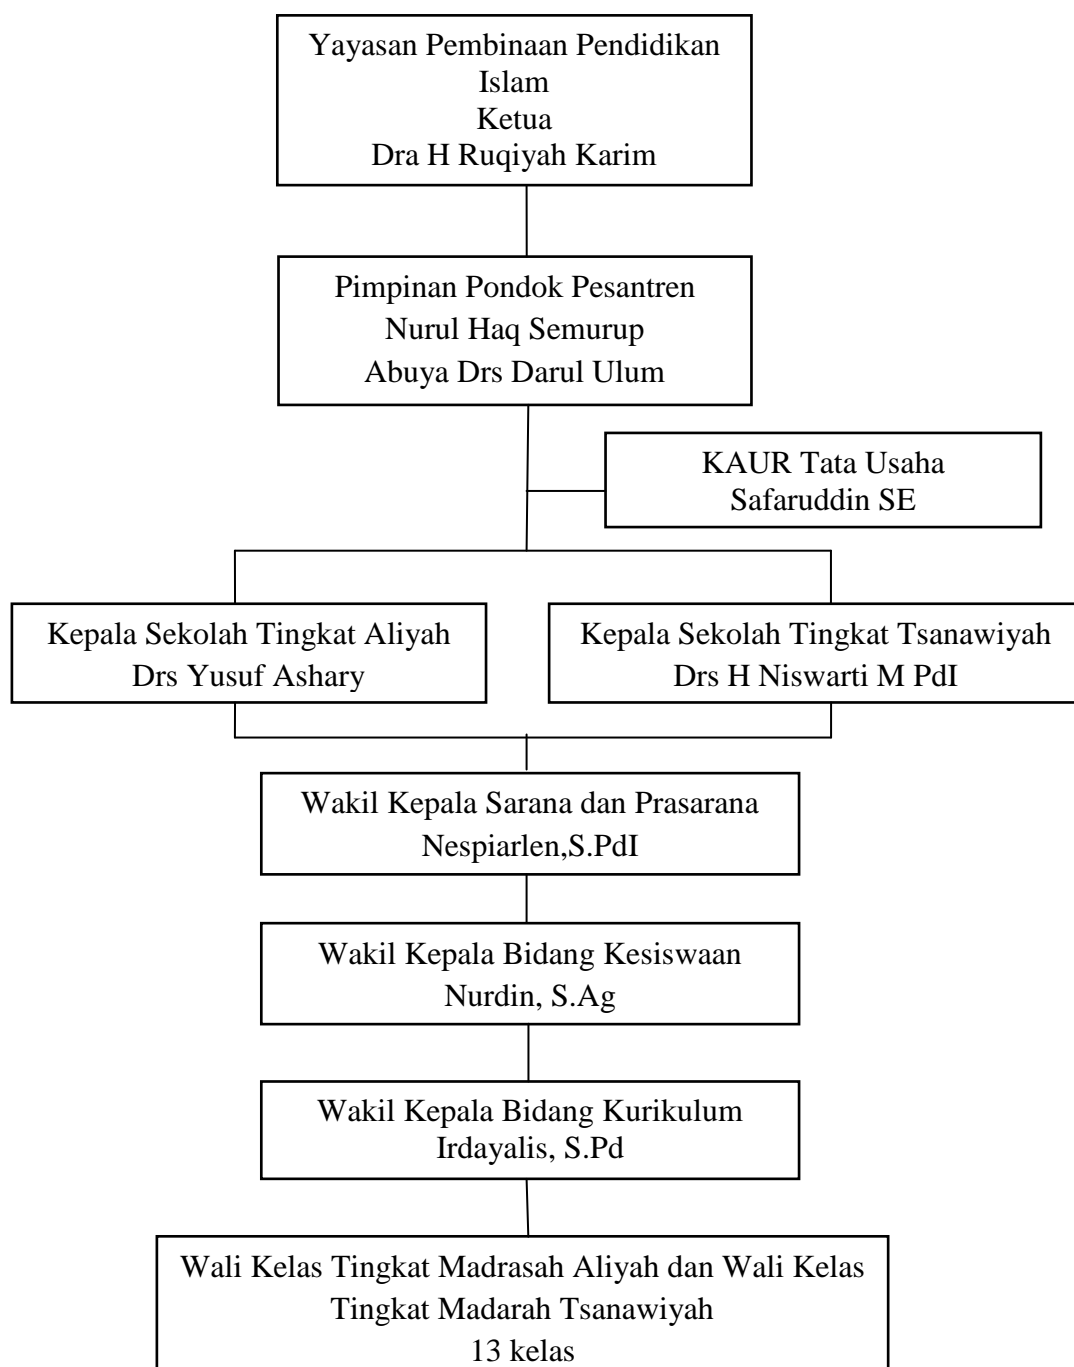 Yayasan Pembinaan Pendidikan
Islam
Ketua
Dra H Ruqiyah Karim
Pimpinan Pondok Pesantren
Nurul Haq Semurup
Abuya Drs Darul Ulum
KAUR Tata Usaha
Safaruddin SE
Kepala Sekolah Tingkat Aliyah
Drs Yusuf Ashary
Kepala Sekolah Tingkat Tsanawiyah
Drs H Niswarti M PdI
Wakil Kepala Sarana dan Prasarana
Nespiarlen,S.PdI
Wakil Kepala Bidang Kesiswaan
Nurdin, S.Ag
Wakil Kepala Bidang Kurikulum
Irdayalis, S.Pd
Wali Kelas Tingkat Madrasah Aliyah dan Wali Kelas
Tingkat Madarah Tsanawiyah
13 kelas